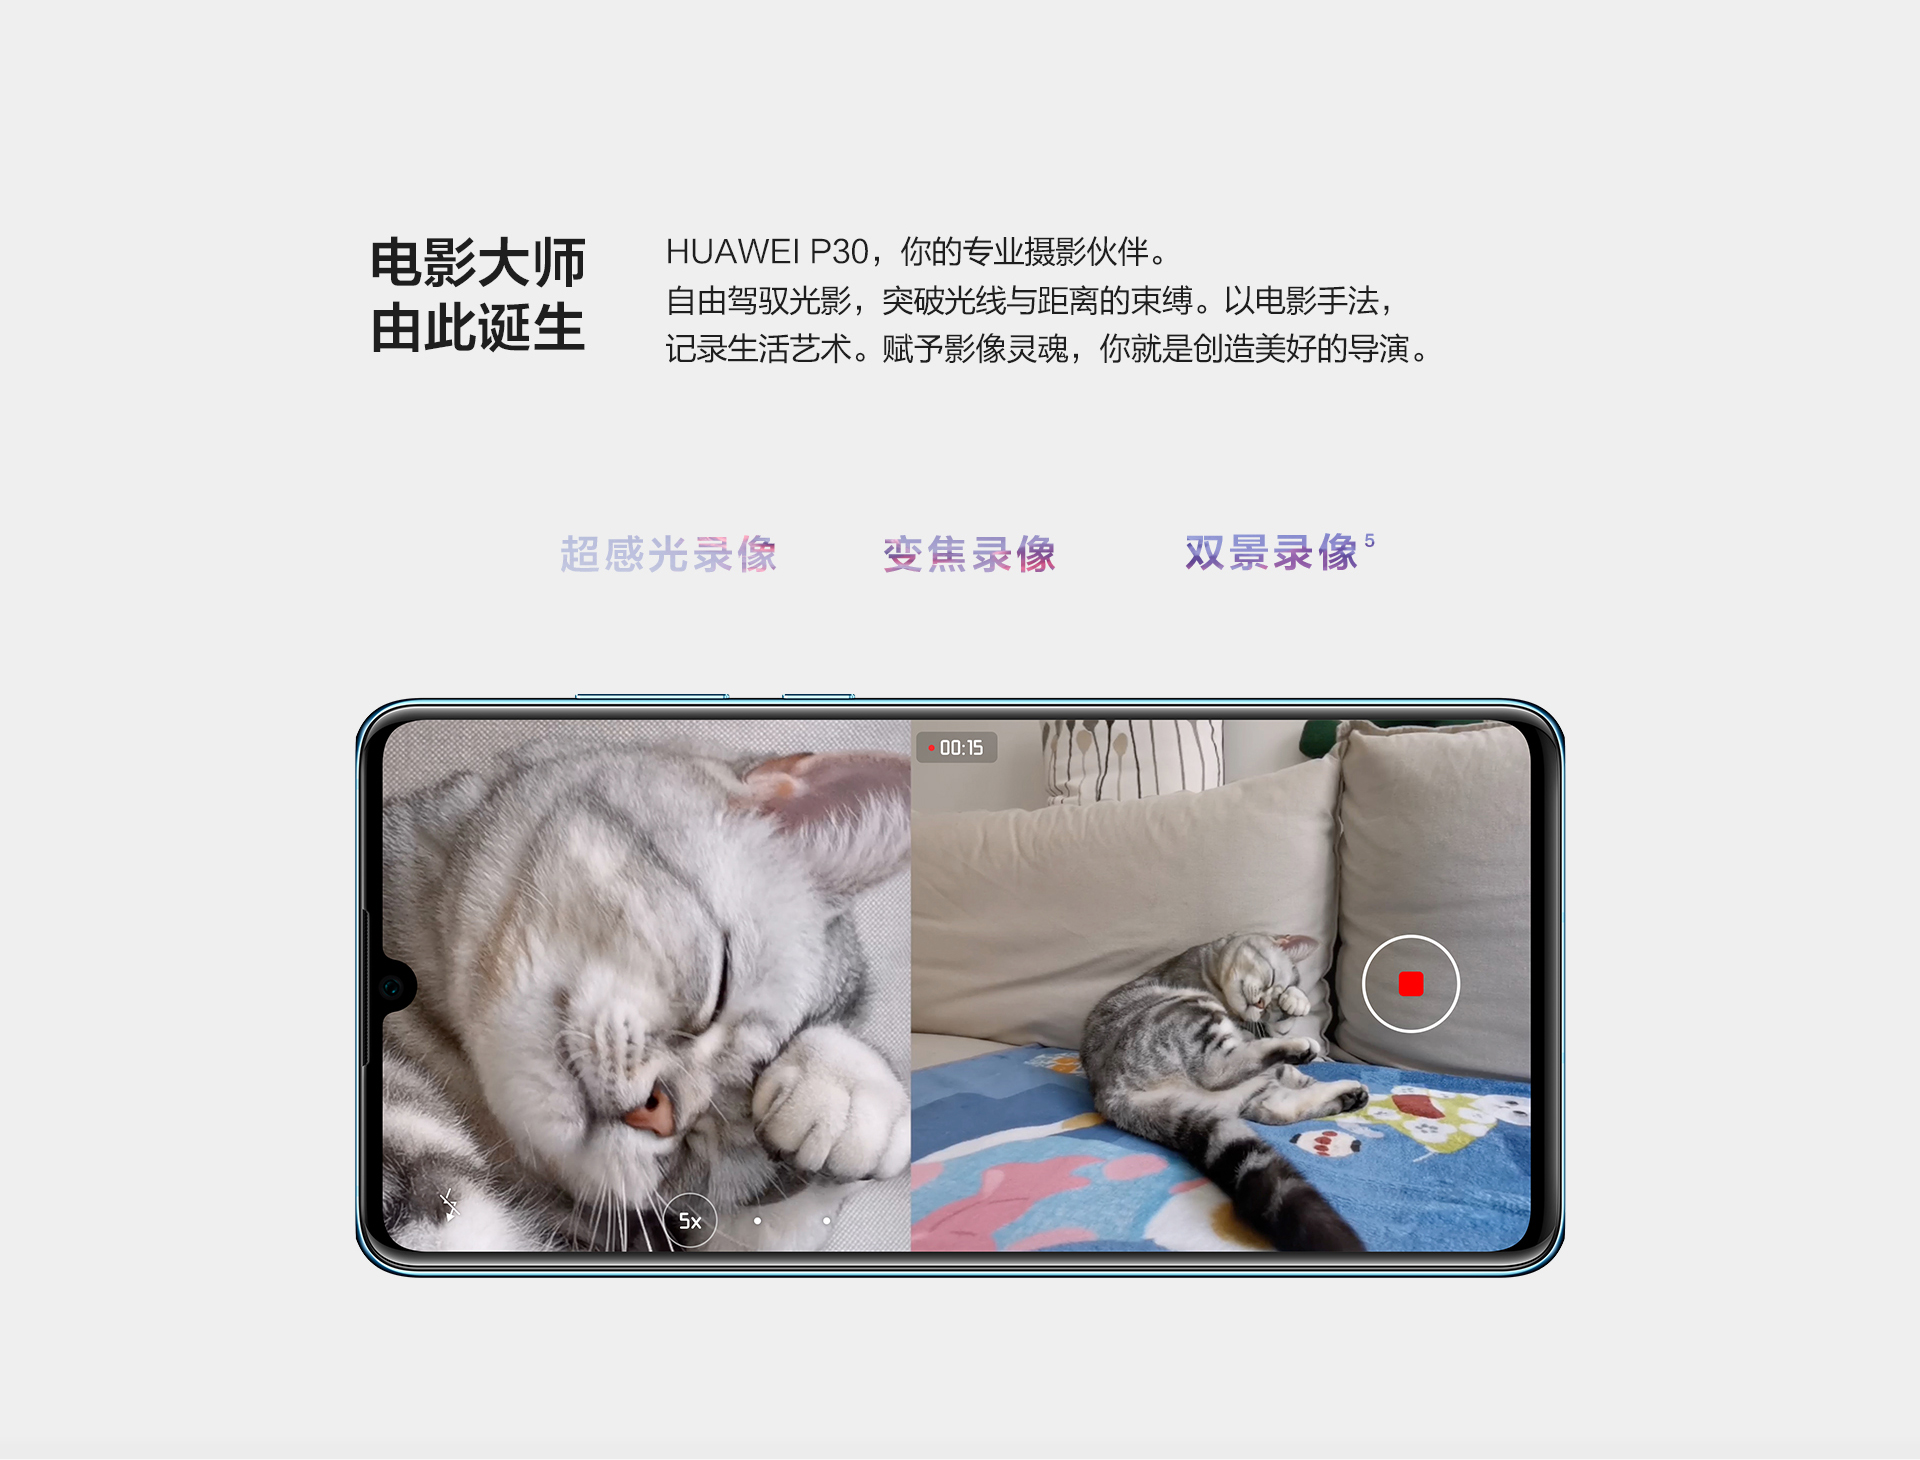 电影大师
由此诞生
HUAWEI P30，你的专业摄影伙伴。
自由驾驭光影，突破光线与距离的束缚。以电影手法，
记录生活艺术。赋予影像灵魂，你就是创造美好的导演。
超感光录像
变焦录像
双景录像5
00:15
5x